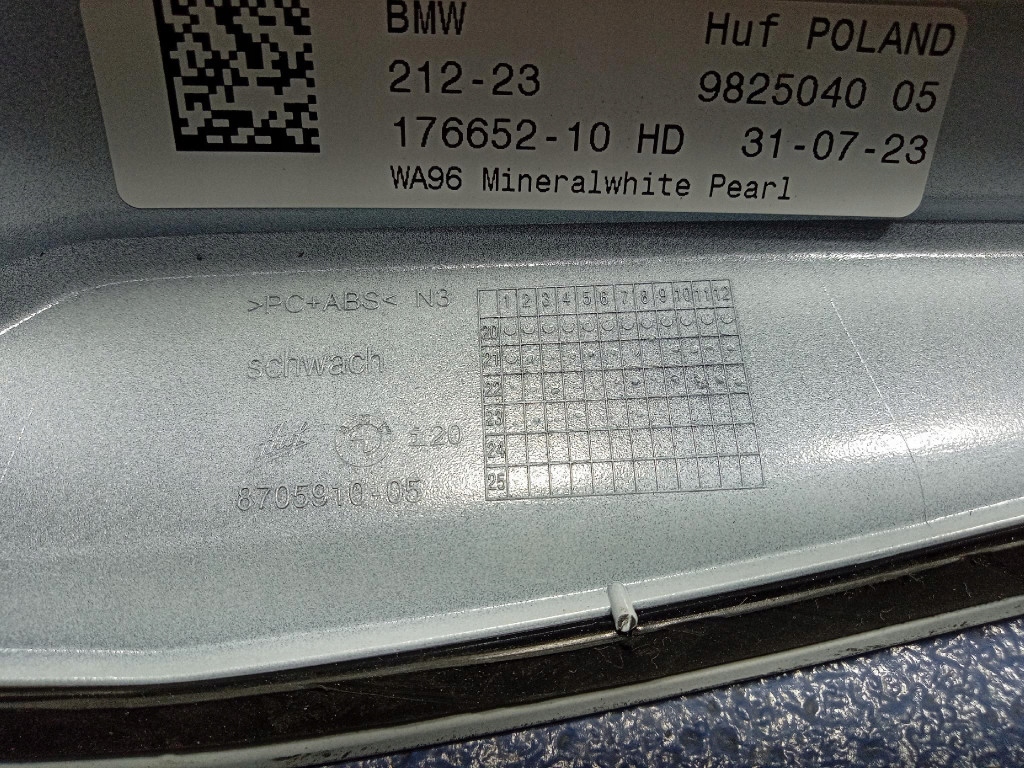 BMW Huf POLAND
212-23 9825040 05
176652-10 HD 31-07-23
WA96 Mineralwhite Pearl
>PC+ABS< N3
schwach
Huf i20
8705910-05
1 2 3 4 5 6 7 8 9 10 11 12
20
21
22
23
24
25